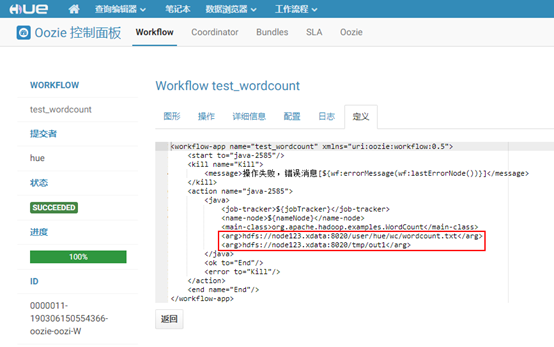 HUE 查询编辑器 笔记本 数据浏览器 工作流程
Oozie 控制面板 Workflow Coordinator Bundles SLA Oozie
WORKFLOW
test_wordcount
提交者
hue
状态
SUCCEEDED
进度
100%
ID
0000011-
190306150554366-
oozie-oozi-W
Workflow test_wordcount
图形 操作 详细信息 配置 日志 定义
<workflow-app name="test_wordcount" xmlns="uri:oozie:workflow:0.5">
<start to="java-2585"/>
<kill name="Kill">
<message>操作失败，错误消息[${wf:errorMessage(wf:lastErrorNode())}]</message>
</kill>
<action name="java-2585">
<java>
<job-tracker>${jobTracker}</job-tracker>
<name-node>${nameNode}</name-node>
<main-class>org.apache.hadoop.examples.WordCount</main-class>
<arg>hdfs://node123.xdata:8020/user/hue/wc/wordcount.txt</arg>
<arg>hdfs://node123.xdata:8020/tmp/out1</arg>
</java>
<ok to="End"/>
<error to="Kill"/>
</action>
<end name="End"/>
</workflow-app>
返回